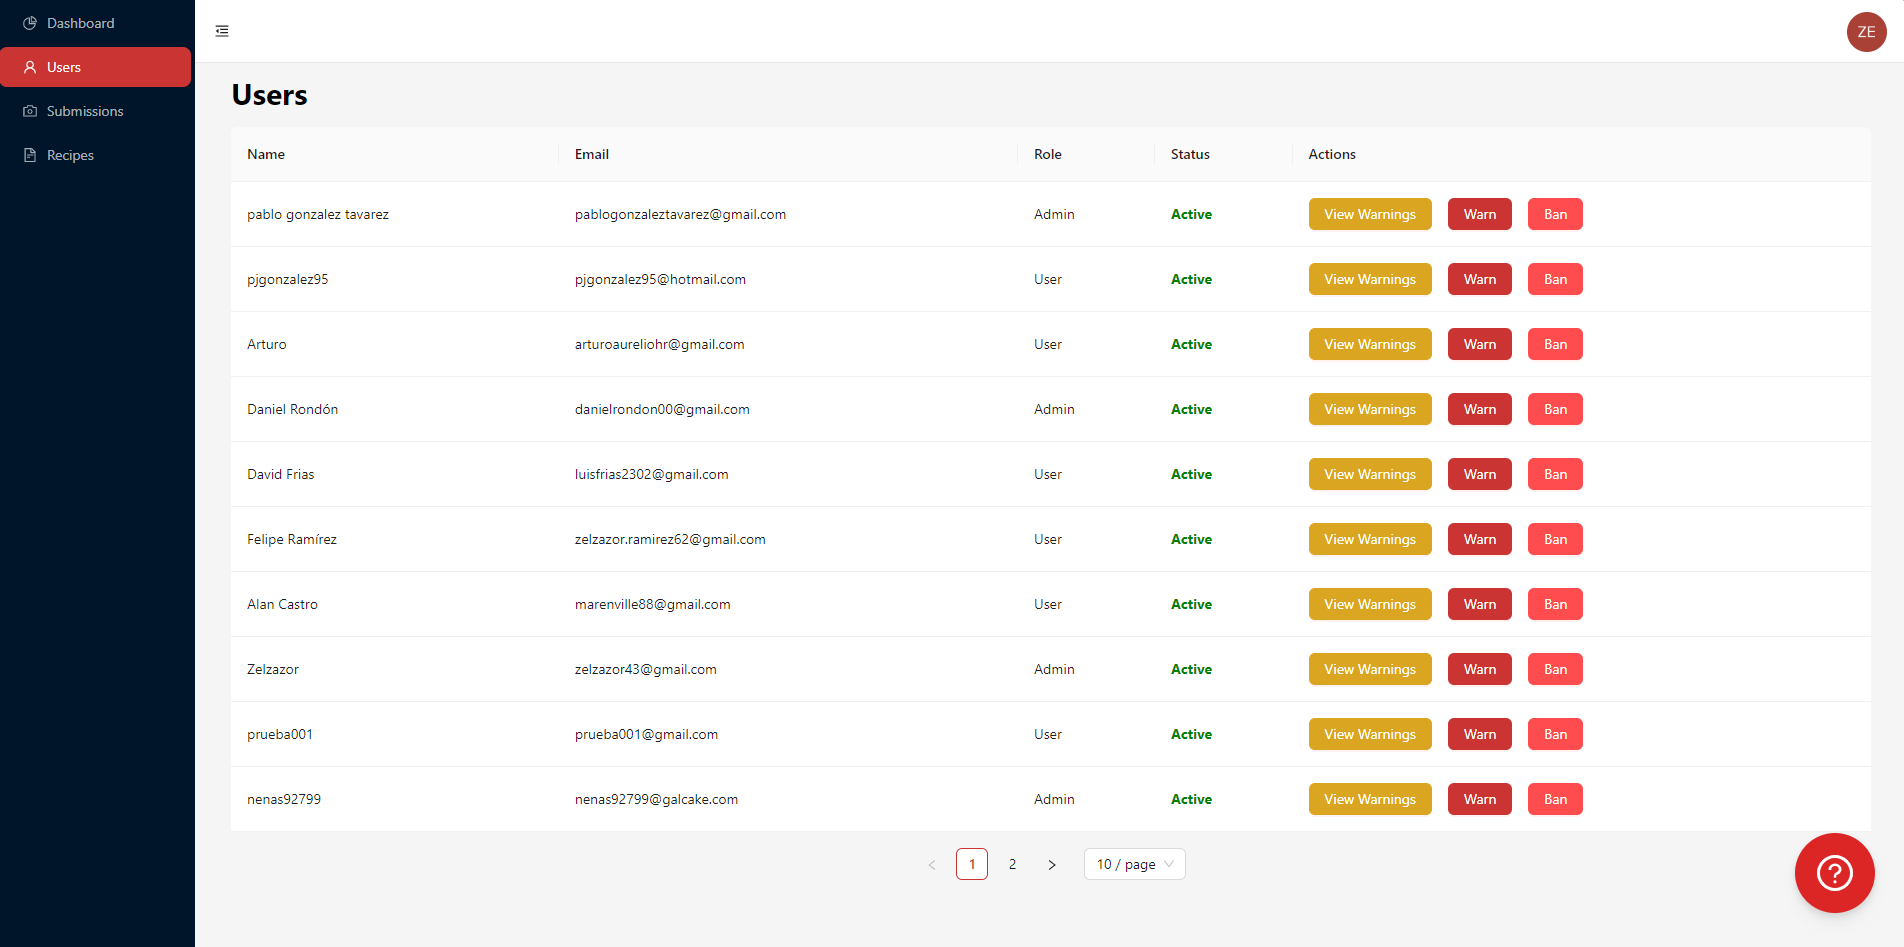 Dashboard
Users
Submissions
Recipes
ZE
Users
Name Email Role Status Actions
pablo gonzalez tavarez pablogonzaleztavarez@gmail.com Admin Active View Warnings Warn Ban
pjgonzalez95 pjgonzalez95@hotmail.com User Active View Warnings Warn Ban
Arturo arturoaureliohr@gmail.com User Active View Warnings Warn Ban
Daniel Rondón danielrondon00@gmail.com Admin Active View Warnings Warn Ban
David Frias luisfrias2302@gmail.com User Active View Warnings Warn Ban
Felipe Ramírez zelzazor.ramirez62@gmail.com User Active View Warnings Warn Ban
Alan Castro marenville88@gmail.com User Active View Warnings Warn Ban
Zelzazor zelzazor43@gmail.com Admin Active View Warnings Warn Ban
prueba001 prueba001@gmail.com User Active View Warnings Warn Ban
nenas92799 nenas92799@galcake.com Admin Active View Warnings Warn Ban
< 1 2 > 10 / page
?